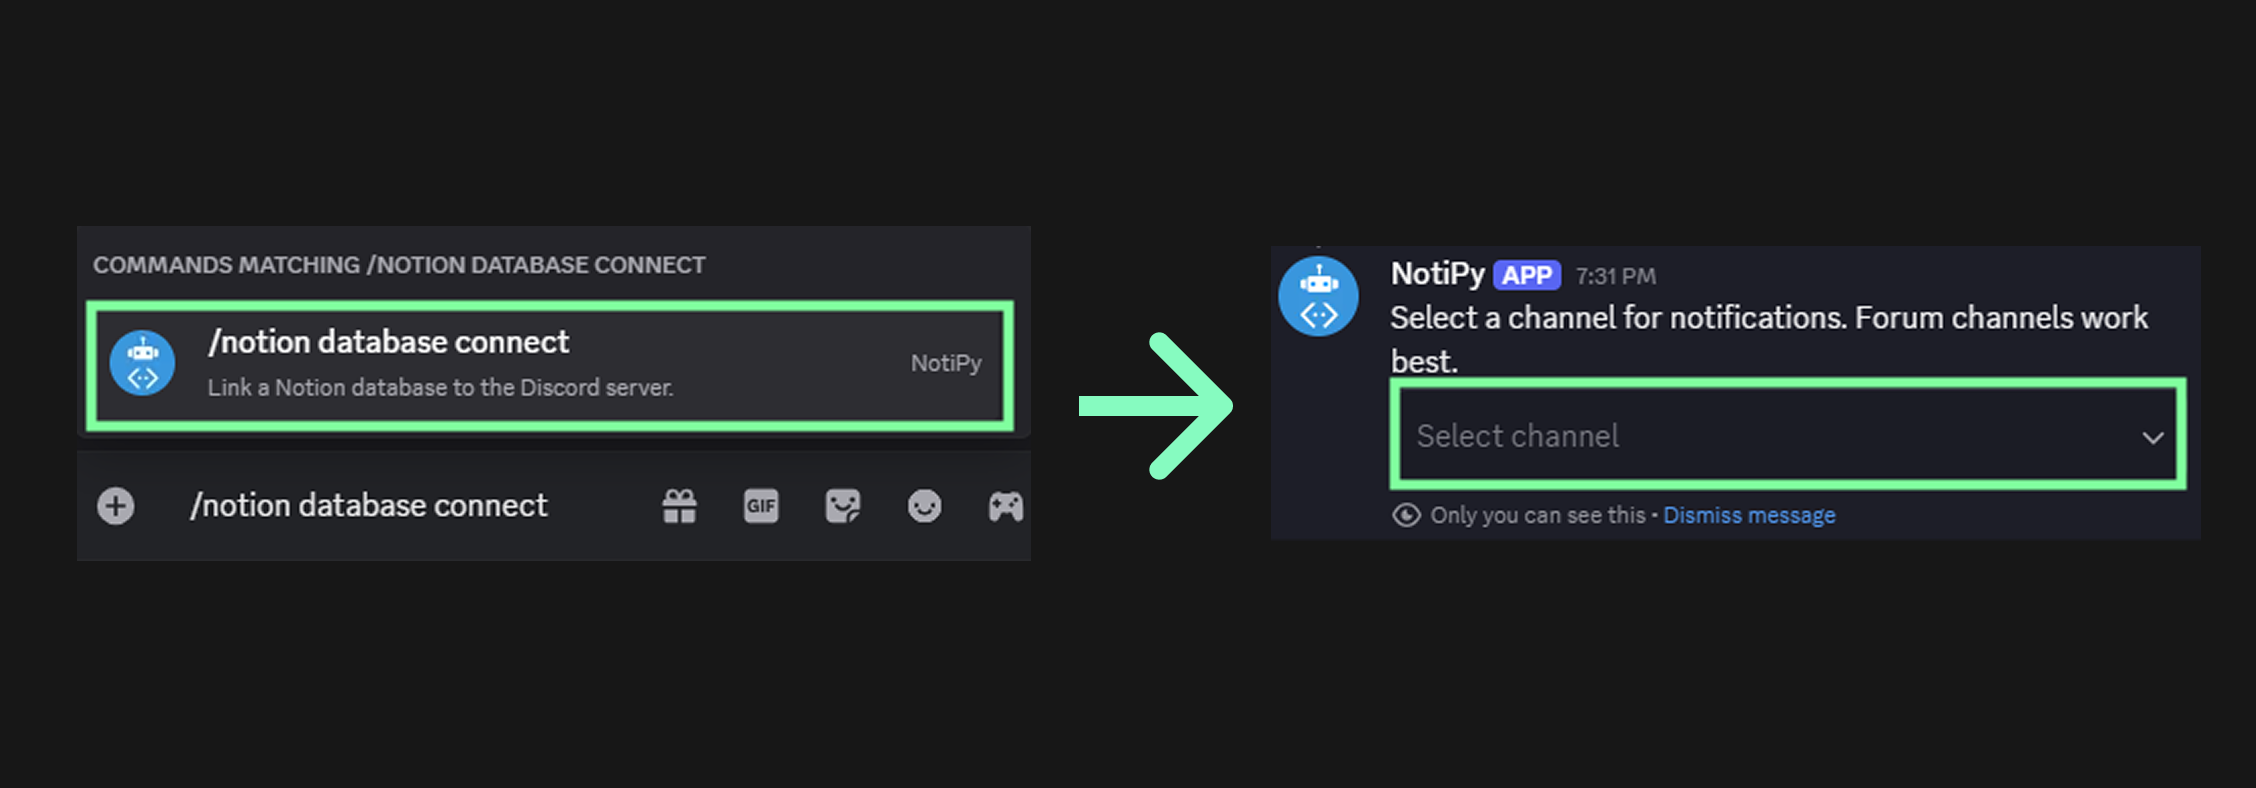 COMMANDS MATCHING /NOTION DATABASE CONNECT
/notion database connect
Link a Notion database to the Discord server.
NotiPy
/notion database connect
GIF
NotiPy APP 7:31 PM
Select a channel for notifications. Forum channels work
best.
Select channel
Only you can see this • Dismiss message